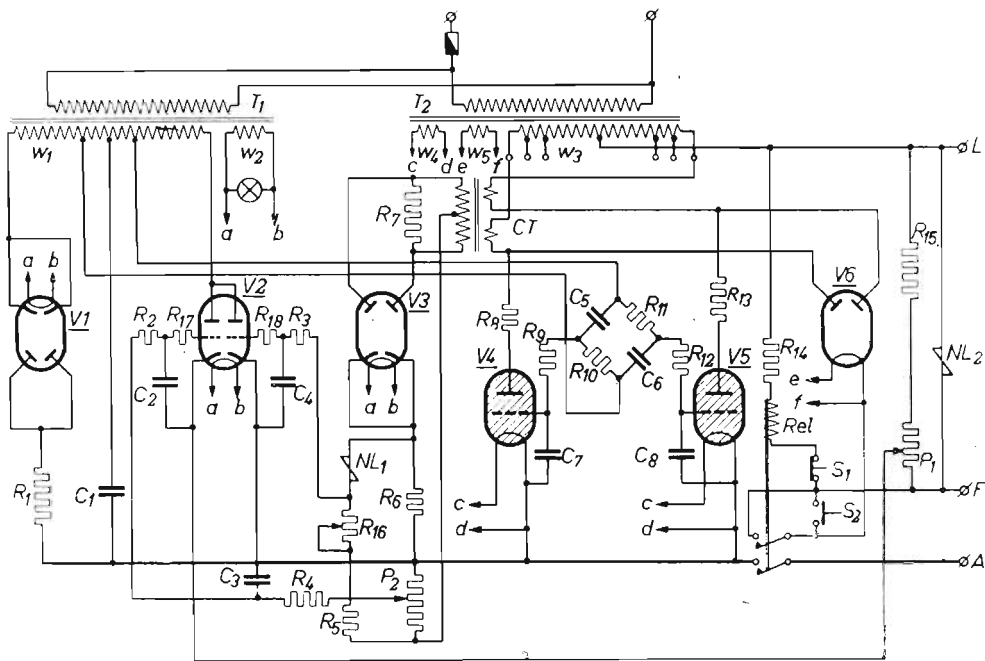 T1
T2
w1
w2
w4
w5
w3
L
c
d
e
f
R7
CT
R15
a
b
a
b
V2
V3
V6
C5
R11
R13
R2
R17
R18
R3
R8
R9
V1
V4
R10
C6
R12
V5
R14
NL2
C2
a
b
C4
a
b
e
f
Rel
P1
R1
C1
NL1
R6
C7
C8
S1
c
c
F
R16
d
d
S2
A
C3
R4
P2
R5